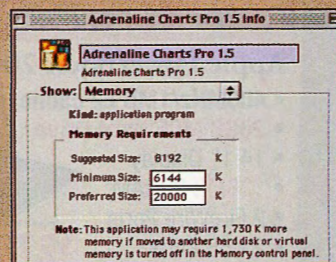 Adrenaline Charts Pro 1.5 Info
Adrenaline Charts Pro 1.5
Adrenaline Charts Pro 1.5
Show: Memory
Kind: application program
Memory Requirements
Suggested Size: 8192 K
Minimum Size: 6144 K
Preferred Size: 20000 K
Note: This application may require 1,730 K more
memory if moved to another hard disk or virtual
memory is turned off in the Memory control panel.